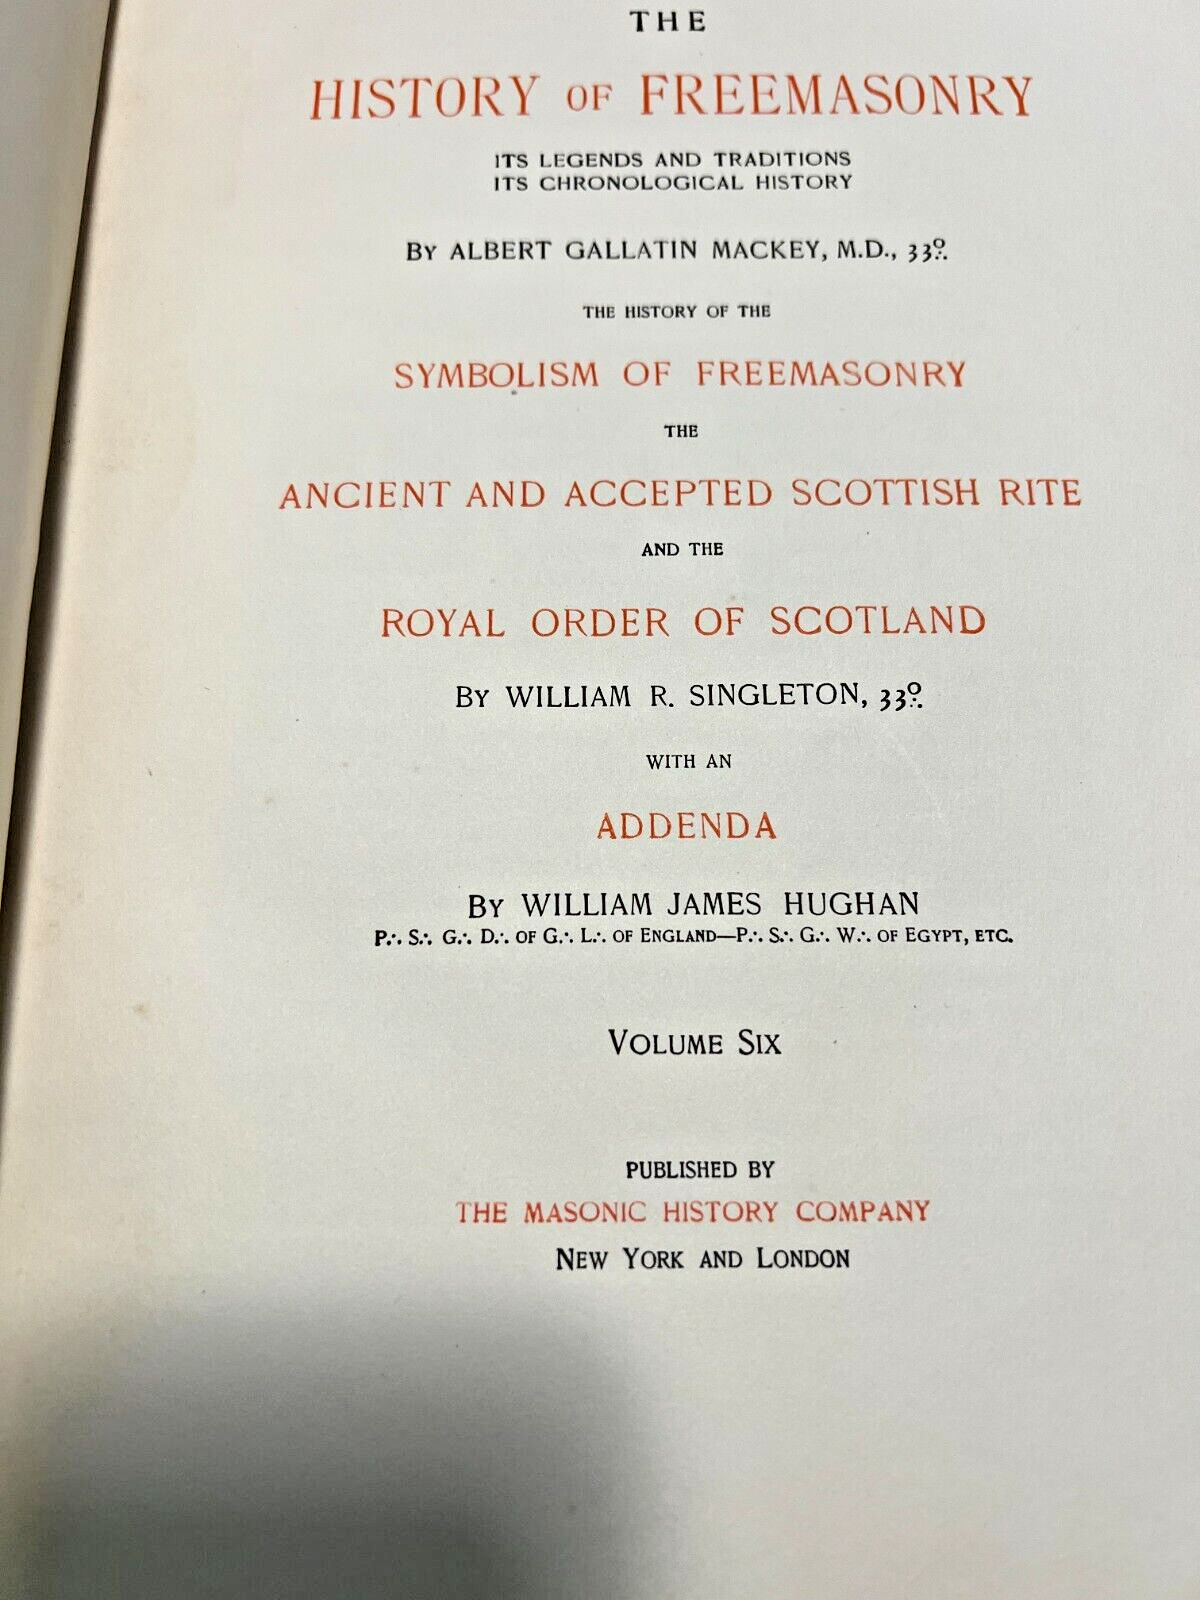 THE
HISTORY OF FREEMASONRY
ITS LEGENDS AND TRADITIONS
ITS CHRONOLOGICAL HISTORY
BY ALBERT GALLATIN MACKEY, M.D., 33º.
THE HISTORY OF THE
SYMBOLISM OF FREEMASONRY
THE
ANCIENT AND ACCEPTED SCOTTISH RITE
AND THE
ROYAL ORDER OF SCOTLAND
BY WILLIAM R. SINGLETON, 33º.
WITH AN
ADDENDA
BY WILLIAM JAMES HUGHAN
P∴ S∴ G∴ D∴ OF G∴ L∴ OF ENGLAND—P∴ S∴ G∴ W∴ OF EGYPT, ETC.
VOLUME SIX
PUBLISHED BY
THE MASONIC HISTORY COMPANY
NEW YORK AND LONDON